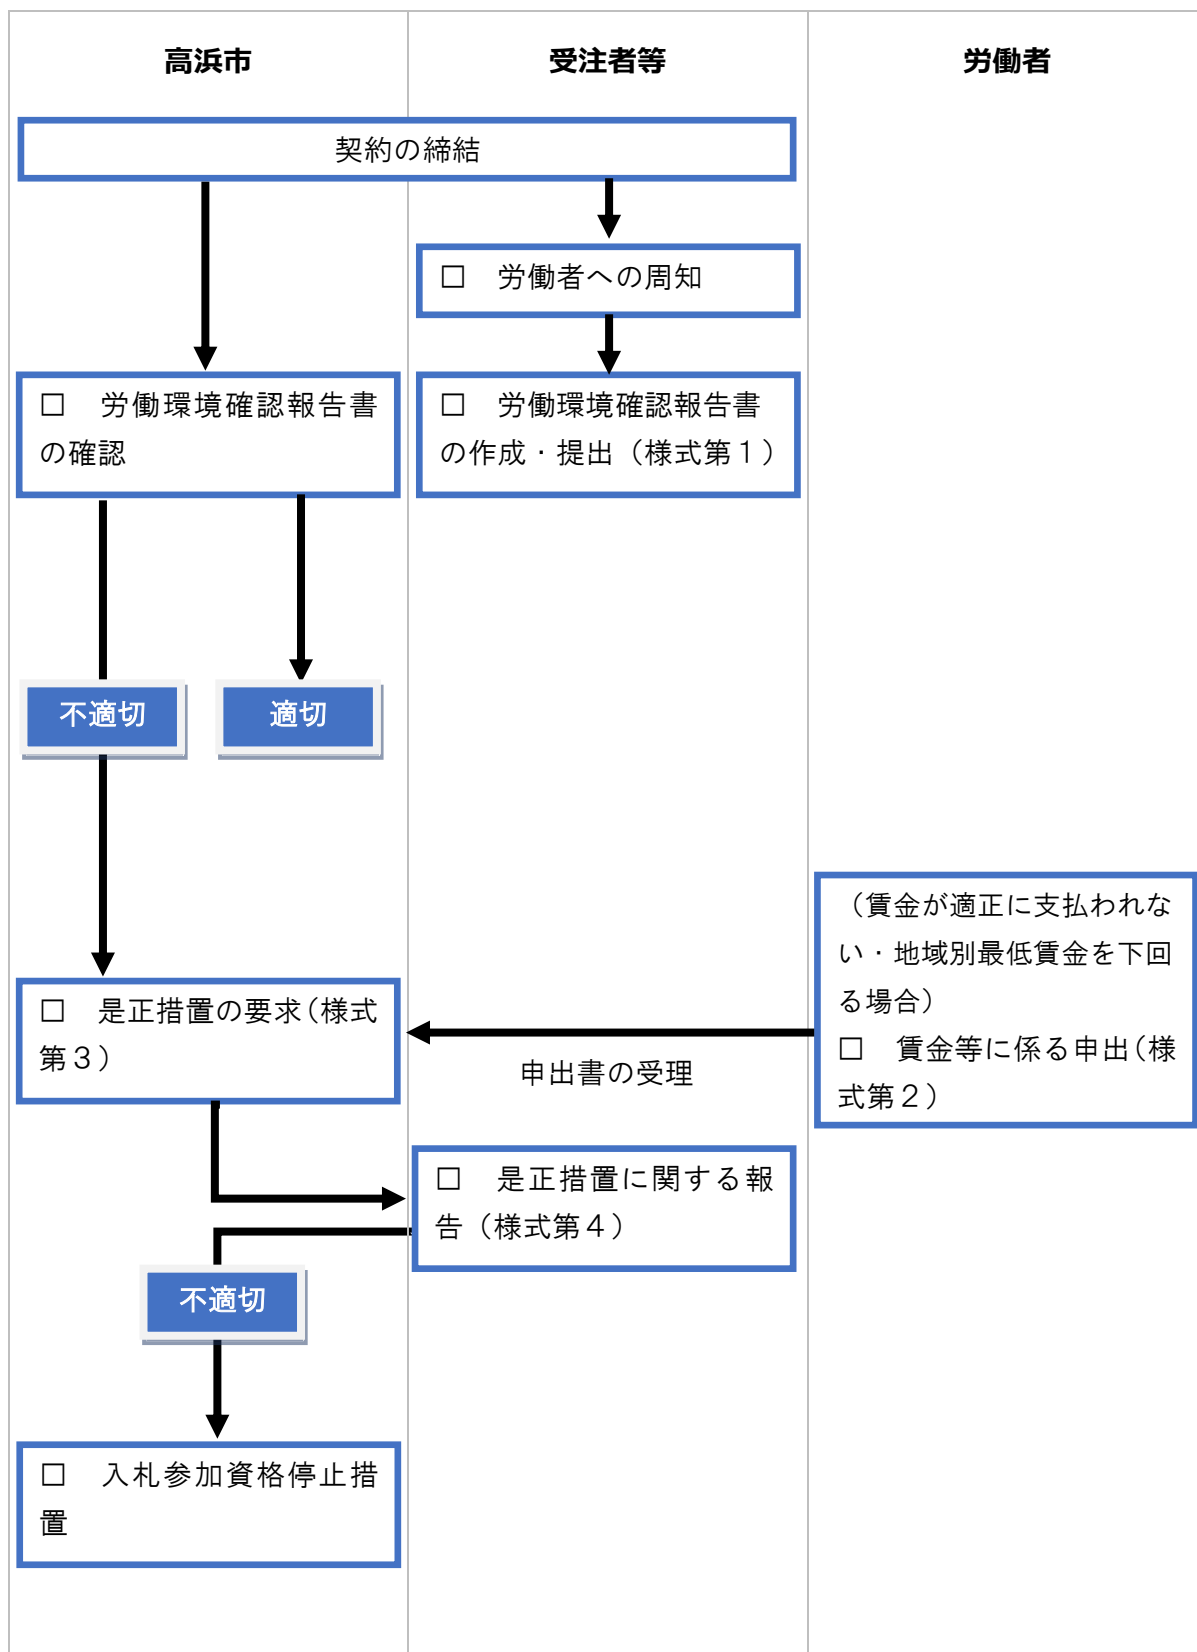 高浜市
受注者等
労働者
契約の締結
□ 労働者への周知
□ 労働環境確認報告書
の確認
□ 労働環境確認報告書
の作成・提出（様式第１）
不適切
適切
（賃金が適正に支払われな
い・地域別最低賃金を下回
る場合）
□ 賃金等に係る申出（様
式第２）
□ 是正措置の要求（様式
第３）
申出書の受理
□ 是正措置に関する報
告（様式第４）
不適切
□ 入札参加資格停止措
置